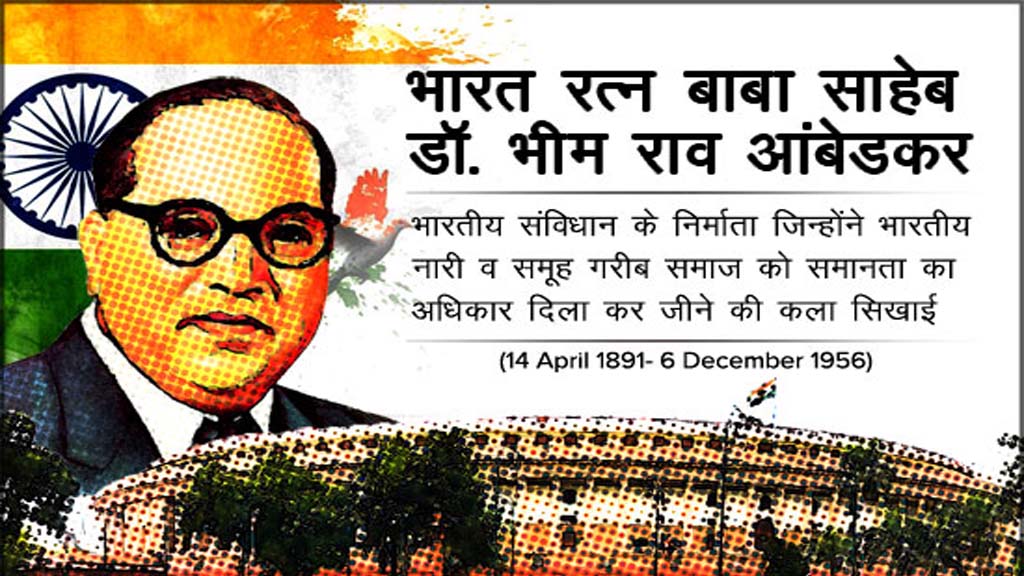 भारत रत्न बाबा साहेब
डॉ. भीम राव आंबेडकर
भारतीय संविधान के निर्माता जिन्होंने भारतीय
नारी व समूह गरीब समाज को समानता का
अधिकार दिला कर जीने की कला सिखाई
(14 April 1891- 6 December 1956)